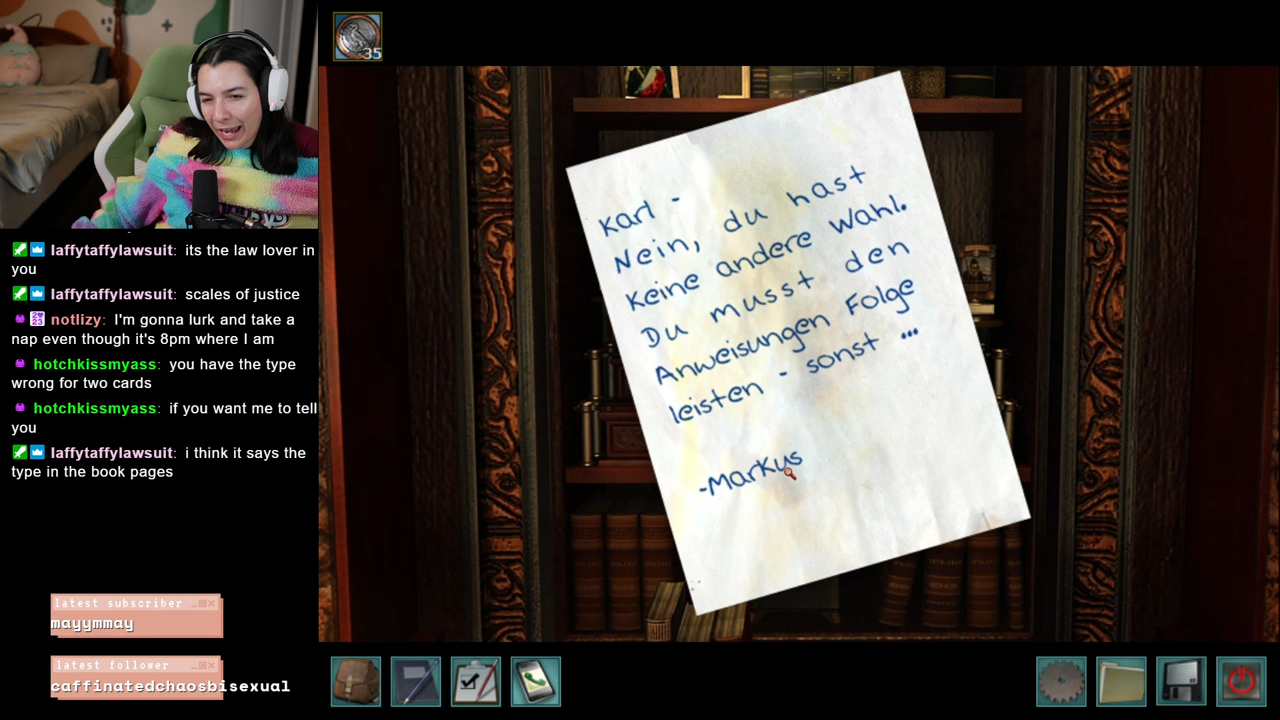 35
laffytaffylawsuit: its the law lover in
you
laffytaffylawsuit: scales of justice
notlizy: I'm gonna lurk and take a
nap even though it's 8pm where I am
hotchkissmyass: you have the type
wrong for two cards
hotchkissmyass: if you want me to tell
you
laffytaffylawsuit: i think it says the
type in the book pages
latest subscriber
mayymmay
latest follower
caffinatedchaosbisexual
Karl -
Nein, du hast
Keine andere Wahl.
Du musst den
Anweisungen Folge
leisten - sonst ...
-Markus